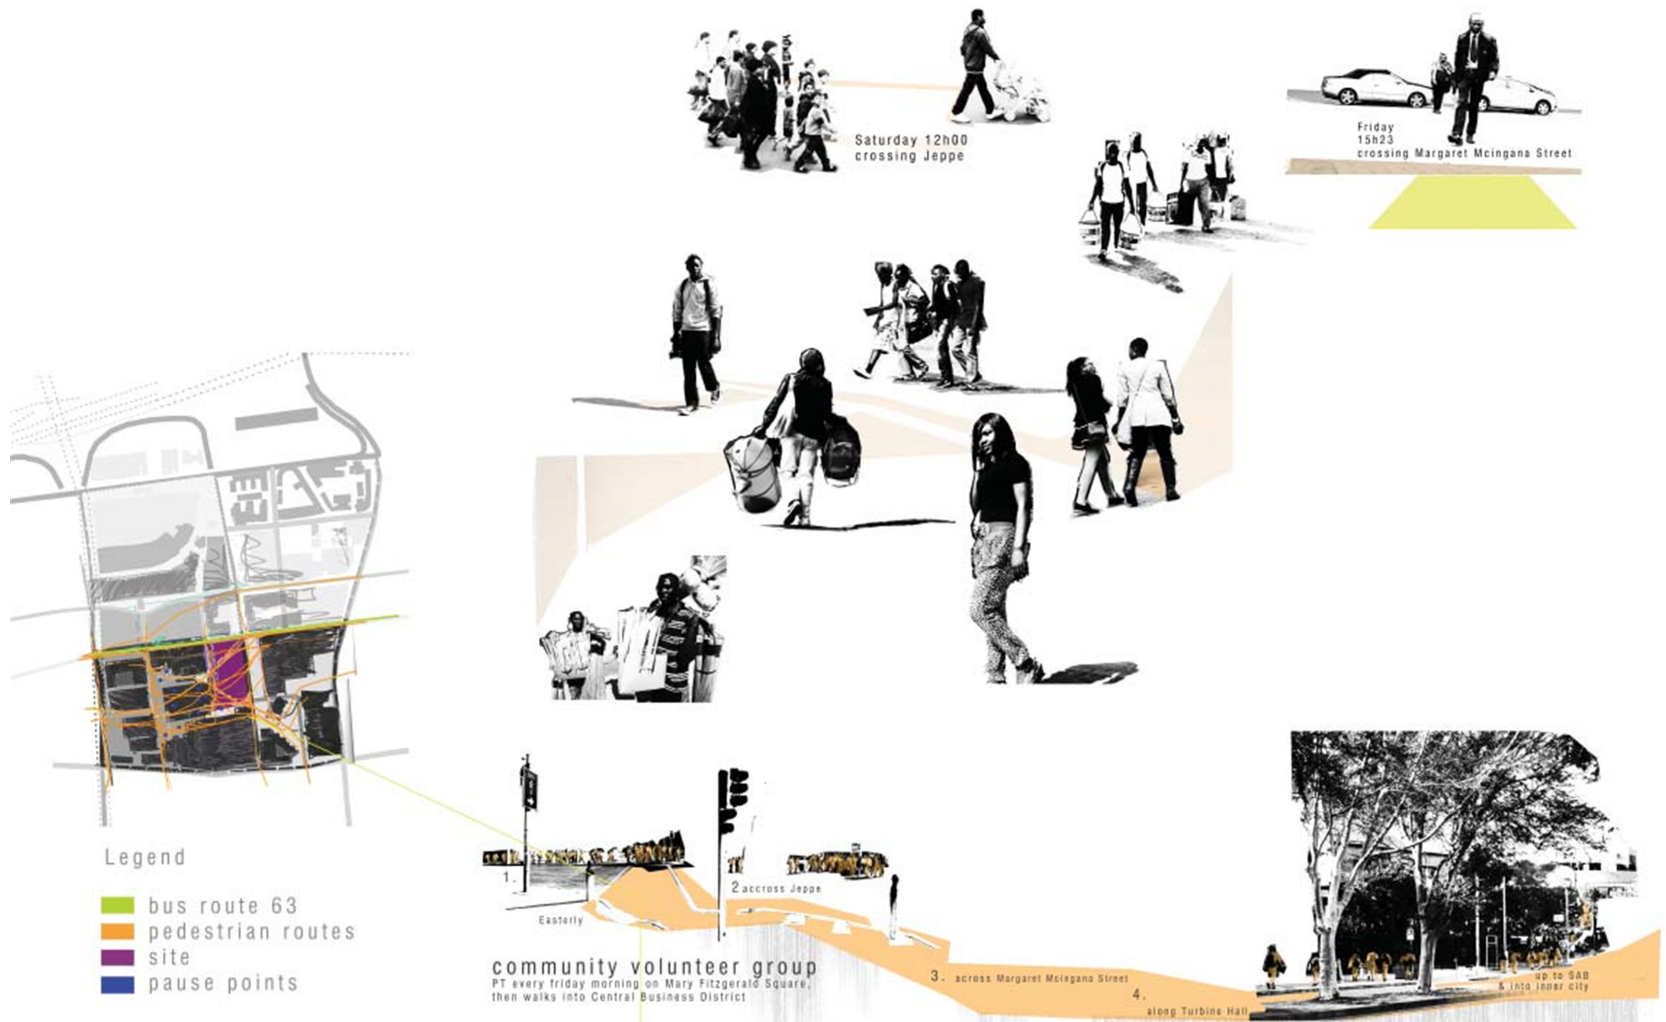 Saturday 12h00
crossing Jeppe
Friday
15h23
crossing Margaret Mcingana Street
Legend
bus route 63
pedestrian routes
site
pause points
1.
Easterly
2 accross Jeppe
community volunteer group
PT every friday morning on Mary Fitzgerald Square,
then walks into Central Business District
3. across Margaret Mcingana Street
4.
along Turbine Hall
up to SAB
& into inner city